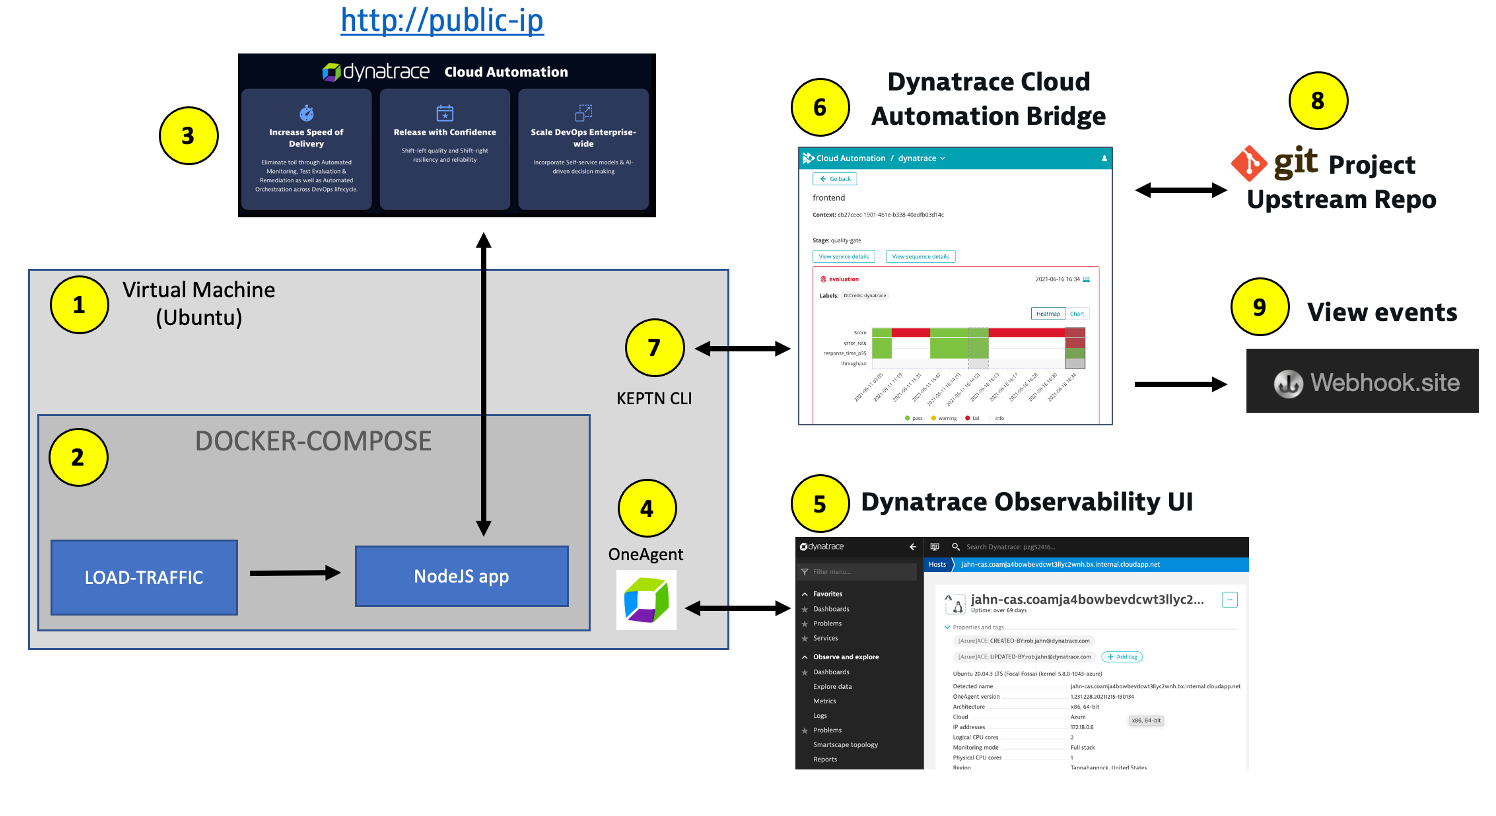 http://public-ip
dynatrace Cloud Automation
Increase Speed of
Delivery
Eliminate toil through Automated
Monitoring, Test Evaluation &
Remediation as well as Automated
Orchestration across DevOps lifecycle.
Release with Confidence
Shift-left quality and Shift-right
resiliency and reliability
Scale DevOps Enterprise-
wide
Incorporate Self-service models & AI-
driven decision making
3
1
Virtual Machine
(Ubuntu)
2
DOCKER-COMPOSE
LOAD-TRAFFIC
NodeJS app
7
KEPTN CLI
4
OneAgent
6
Dynatrace Cloud
Automation Bridge
Cloud Automation / dynatrace
Go back
frontend
Context:
Stage: quality-gate
View service details
View sequence details
evaluation
2021-06-16 16:34
Labels: DtCreds: dynatrace
Heatmap
Chart
Score
error_rate
response_time_p95
throughput
pass
warning
fail
info
8
git Project
Upstream Repo
9
View events
Webhook.site
5
Dynatrace Observability UI
dynatrace
Search Dynatrace: pzg52416...
Filter menu...
Hosts
jahn-cas.coamja4bowbevdcwt3llyc2wnh.bx.internal.cloudapp.net
Favorites
Dashboards
Problems
Services
Observe and explore
Dashboards
Explore data
Metrics
Logs
Problems
Smartscape topology
Reports
jahn-cas.coamja4bowbevdcwt3llyc2...
...
Uptime: over 69 days
Properties and tags
[Azure]ACE: CREATED-BY:rob.jahn@dynatrace.com
[Azure]ACE: UPDATED-BY:rob.jahn@dynatrace.com
+ Add tag
Ubuntu 20.04.3 LTS (Focal Fossa) (kernel 5.8.0-1043-azure)
Detected name jahn-cas.coamja4bowbevdcwt3llyc2wnh.bx.internal.cloudapp.net
OneAgent version 1.231.228.20211215-130134
Architecture x86, 64-bit
Cloud Azure
x86, 64-bit
IP addresses 172.18.0.6
Logical CPU cores 2
Monitoring mode Full stack
Physical CPU cores 1
Region Tappahannock, United States